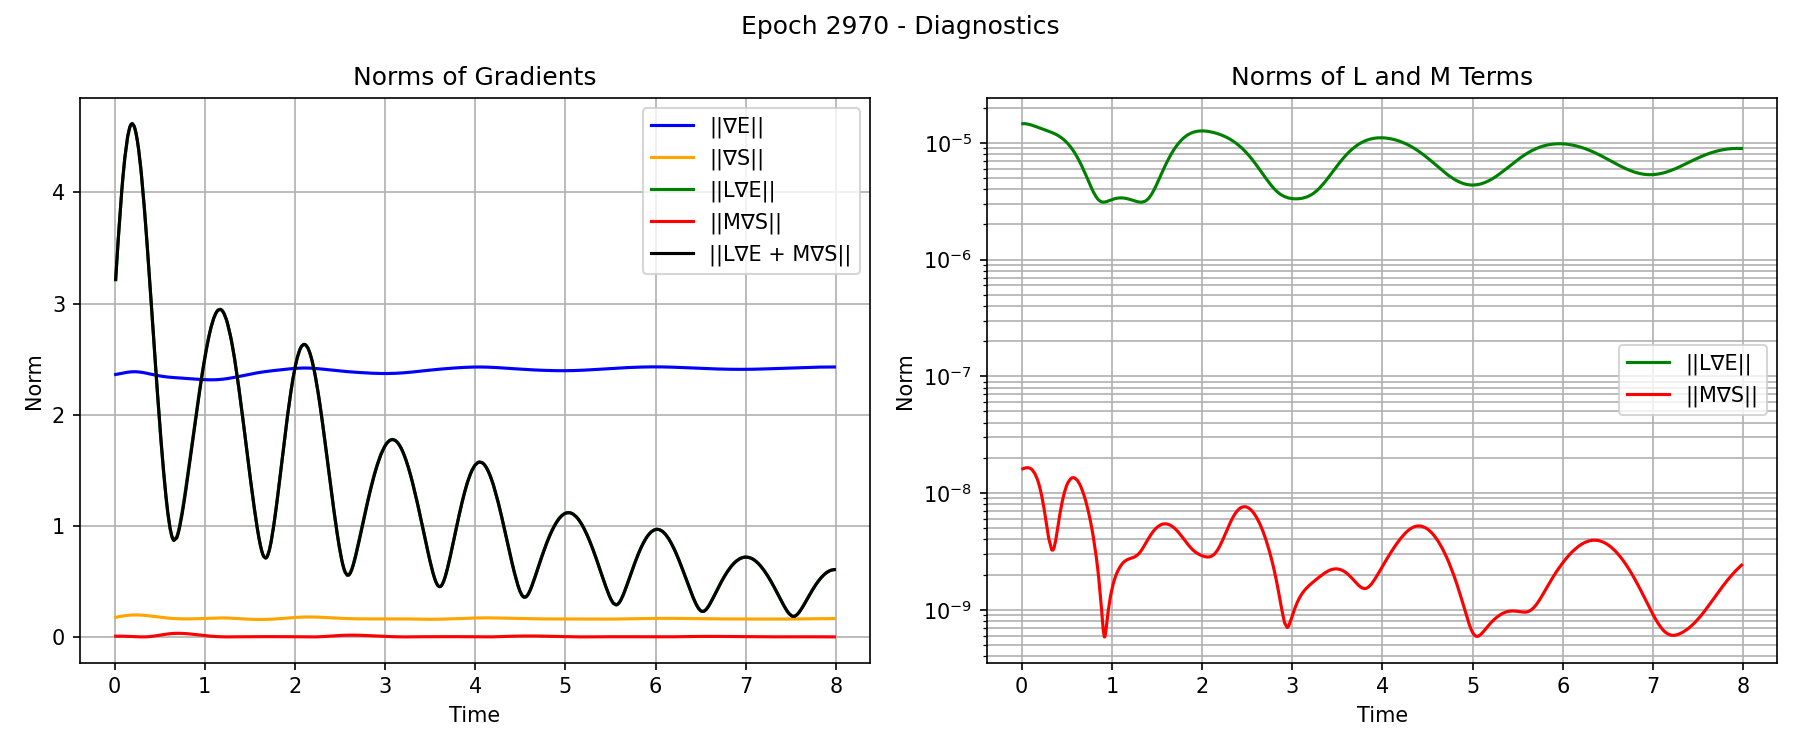 Epoch 2970 - Diagnostics
Norms of Gradients
Norm
4
3
2
1
0
||∇E||
||∇S||
||L∇E||
||M∇S||
||L∇E + M∇S||
0 1 2 3 4 5 6 7 8
Time
Norms of L and M Terms
Norm
10⁻⁵
10⁻⁶
10⁻⁷
10⁻⁸
10⁻⁹
||L∇E||
||M∇S||
0 1 2 3 4 5 6 7 8
Time